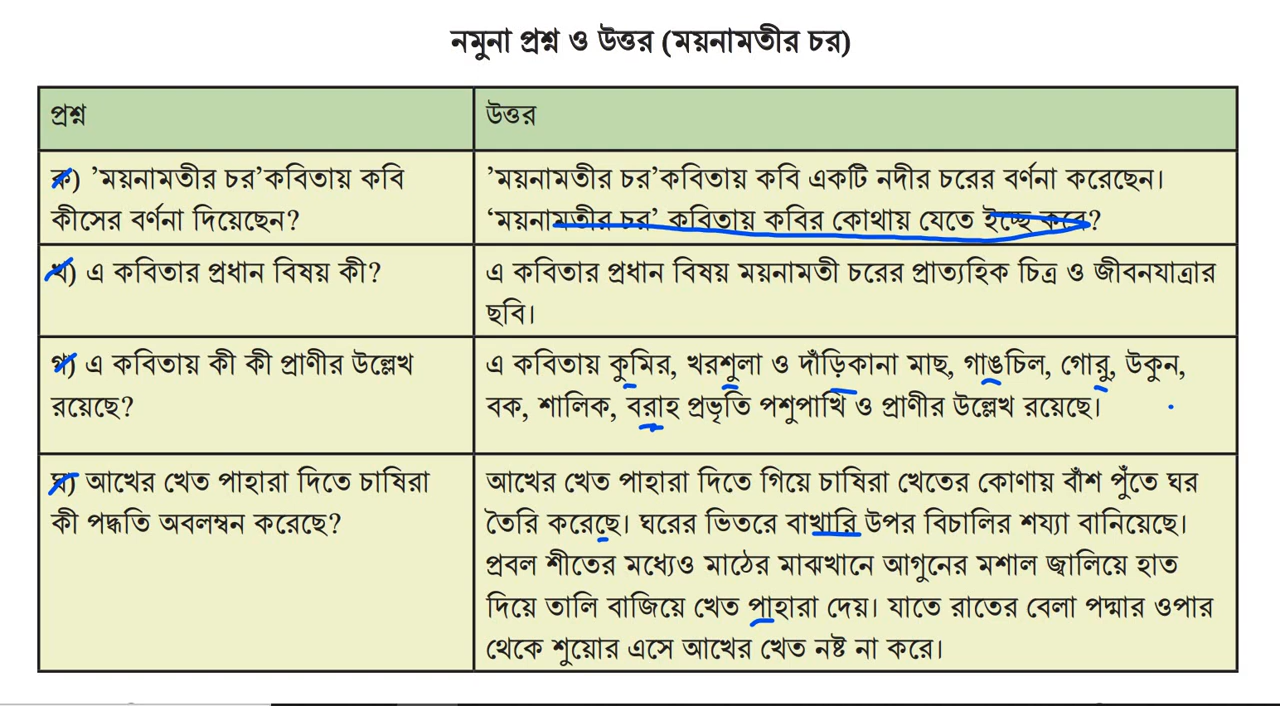 নমুনা প্রশ্ন ও উত্তর (ময়নামতীর চর)
প্রশ্ন
উত্তর
ক) ’ময়নামতীর চর’কবিতায় কবি
কীসের বর্ণনা দিয়েছেন?
’ময়নামতীর চর’কবিতায় কবি একটি নদীর চরের বর্ণনা করেছেন।
‘ময়নামতীর চর’ কবিতায় কবির কোথায় যেতে ইচ্ছে করে?
খ) এ কবিতার প্রধান বিষয় কী?
এ কবিতার প্রধান বিষয় ময়নামতী চরের প্রাত্যহিক চিত্র ও জীবনযাত্রার
ছবি।
গ) এ কবিতায় কী কী প্রাণীর উল্লেখ
রয়েছে?
এ কবিতায় কুমির, খরশুলা ও দাঁড়িকানা মাছ, গাঙচিল, গোরু, উকুন,
বক, শালিক, বরাহ প্রভৃতি পশুপাখি ও প্রাণীর উল্লেখ রয়েছে।
ঘ) আখের খেত পাহারা দিতে চাষিরা
কী পদ্ধতি অবলম্বন করেছে?
আখের খেত পাহারা দিতে গিয়ে চাষিরা খেতের কোণায় বাঁশ পুঁতে ঘর
তৈরি করেছে। ঘরের ভিতরে বাখারি উপর বিচালির শয্যা বানিয়েছে।
প্রবল শীতের মধ্যেও মাঠের মাঝখানে আগুনের মশাল জ্বালিয়ে হাত
দিয়ে তালি বাজিয়ে খেত পাহারা দেয়। যাতে রাতের বেলা পদ্মার ওপার
থেকে শুয়োর এসে আখের খেত নষ্ট না করে।